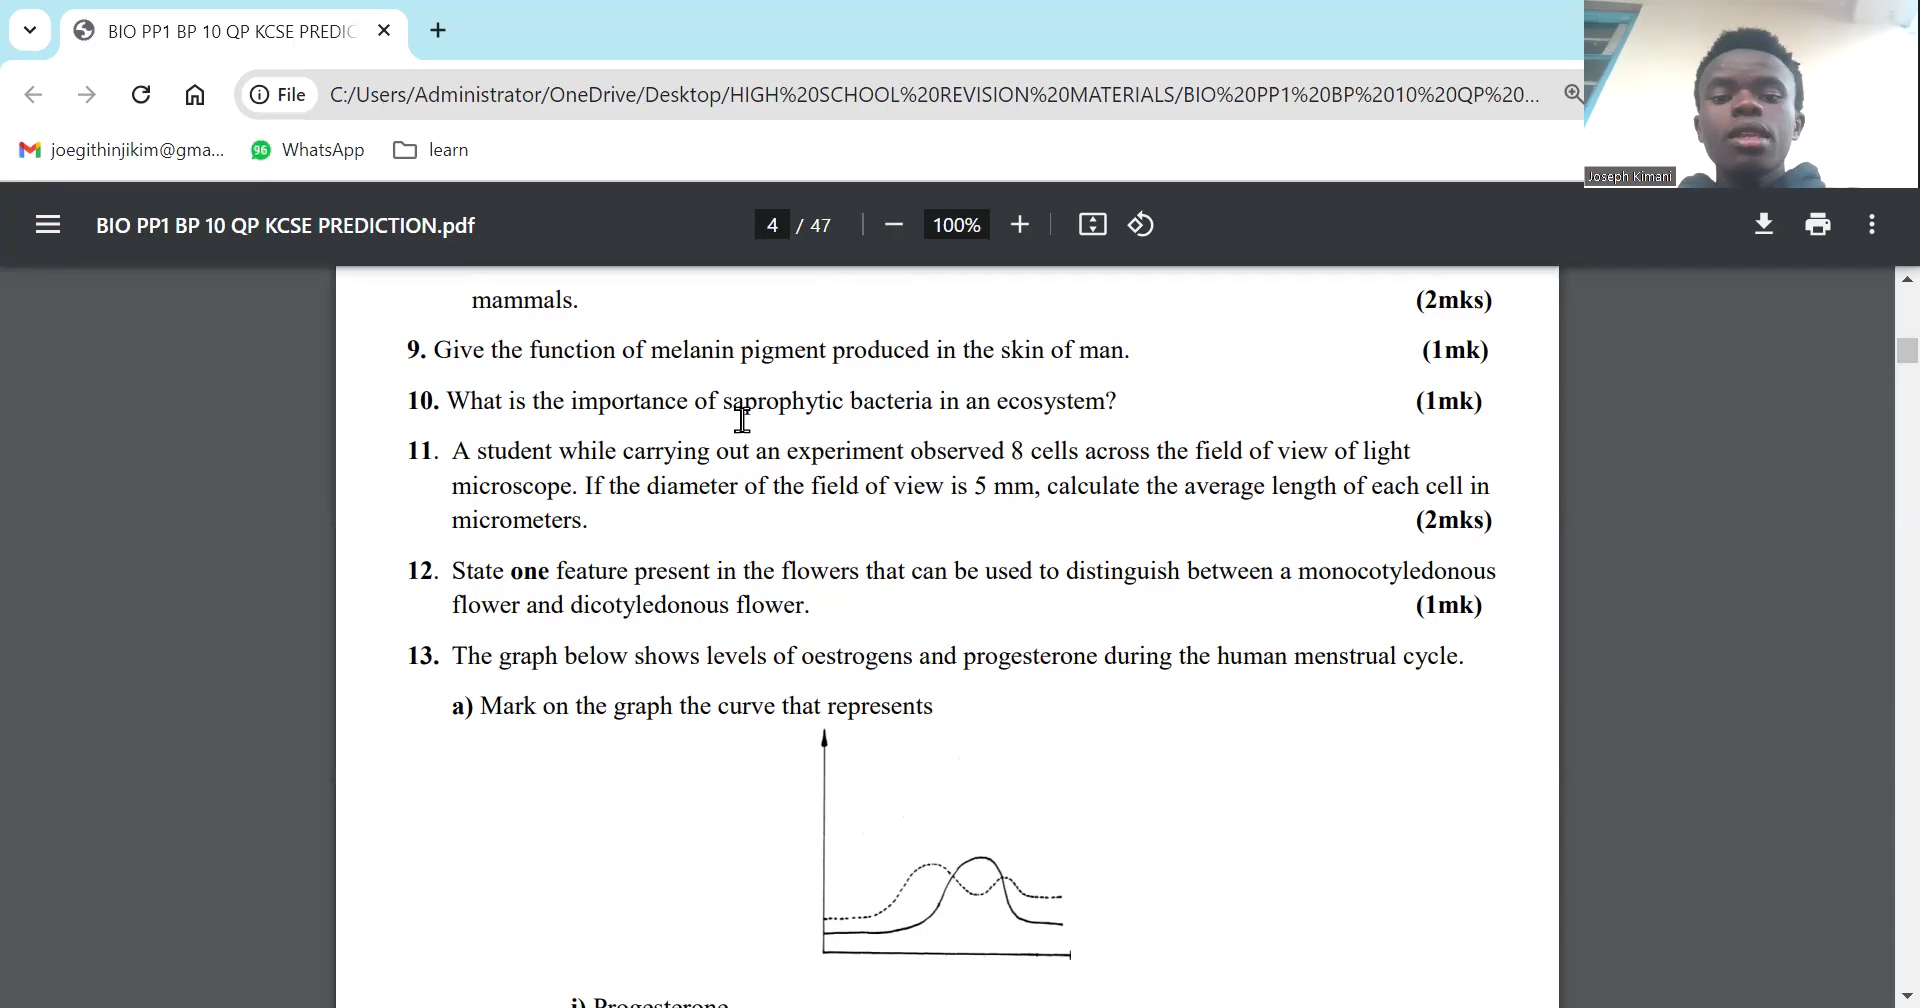 BIO PP1 BP 10 QP KCSE PREDIC
File
C:/Users/Administrator/OneDrive/Desktop/HIGH%20SCHOOL%20REVISION%20MATERIALS/BIO%20PP1%20BP%2010%20QP%20...
joegithinjikim@gma...
96
WhatsApp
learn
Joseph Kimani
BIO PP1 BP 10 QP KCSE PREDICTION.pdf
4 / 47
100%
mammals. (2mks)
9. Give the function of melanin pigment produced in the skin of man. (1mk)
10. What is the importance of saprophytic bacteria in an ecosystem? (1mk)
11. A student while carrying out an experiment observed 8 cells across the field of view of light
microscope. If the diameter of the field of view is 5 mm, calculate the average length of each cell in
micrometers. (2mks)
12. State one feature present in the flowers that can be used to distinguish between a monocotyledonous
flower and dicotyledonous flower. (1mk)
13. The graph below shows levels of oestrogens and progesterone during the human menstrual cycle.
a) Mark on the graph the curve that represents
i) Progesterone